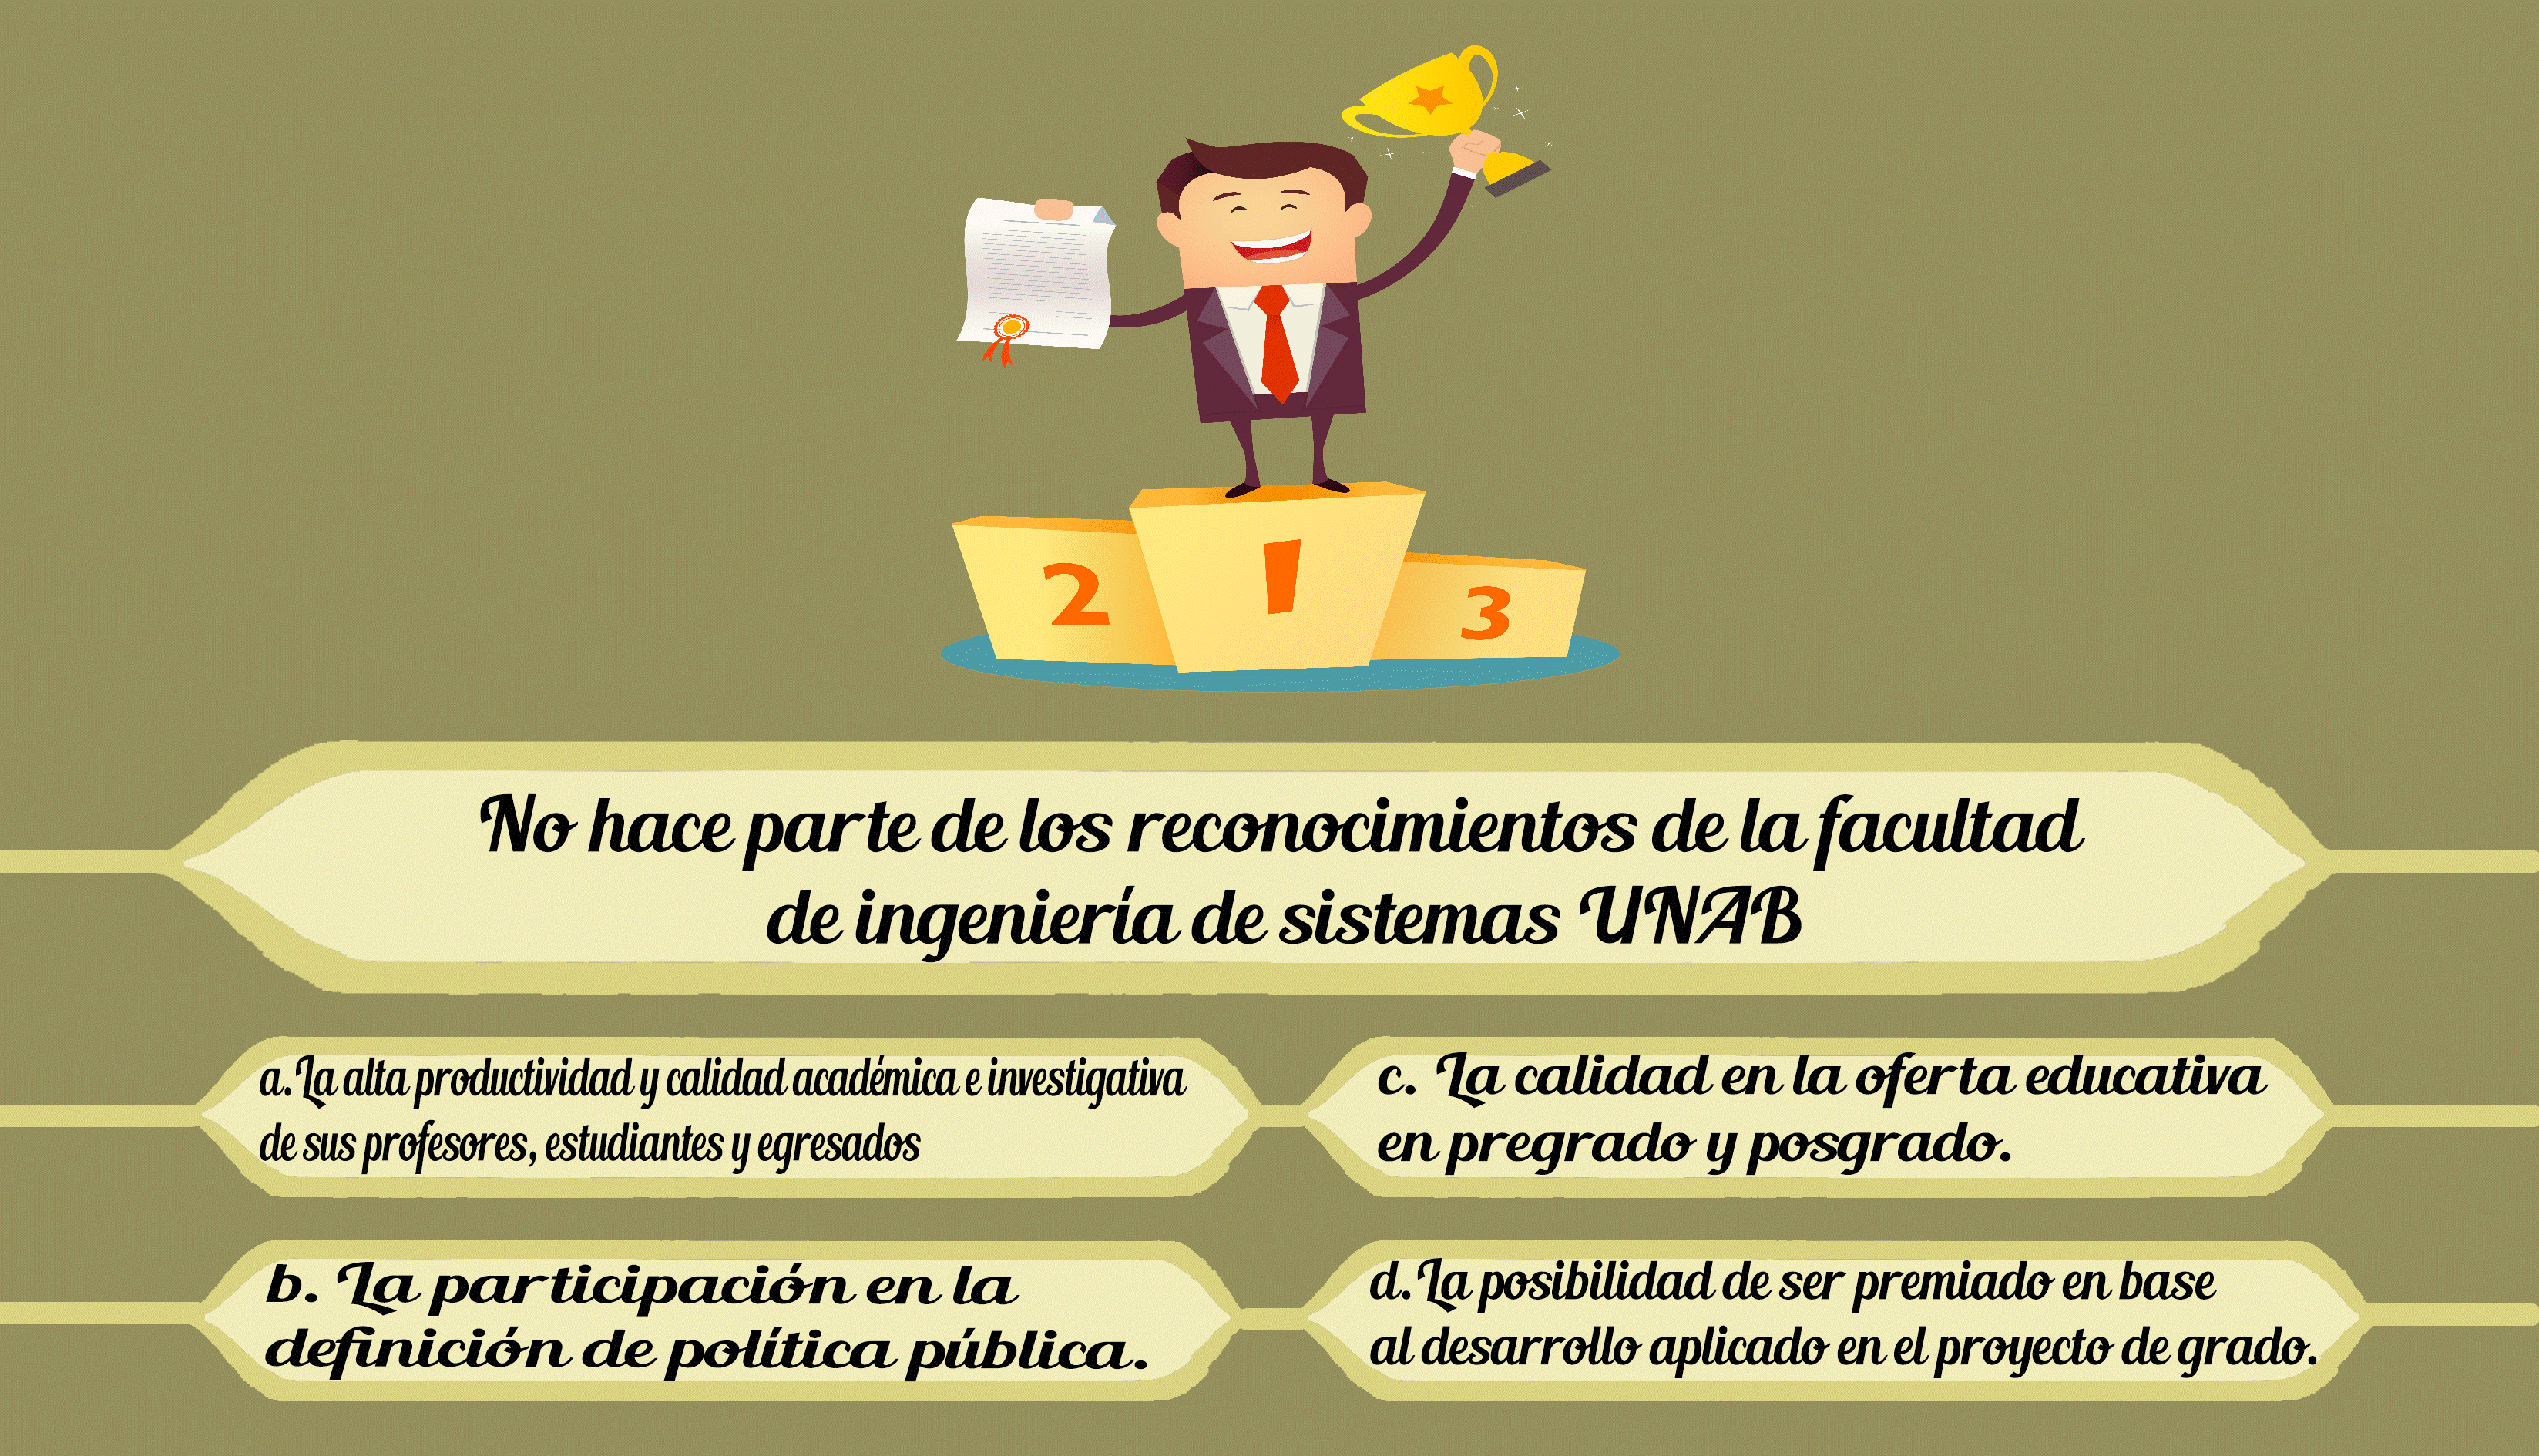 2
1
3
No hace parte de los reconocimientos de la facultad
de ingeniería de sistemas UNAB
a.La alta productividad y calidad académica e investigativa
de sus profesores, estudiantes y egresados
c. La calidad en la oferta educativa
en pregrado y posgrado.
b. La participación en la
definición de política pública.
d.La posibilidad de ser premiado en base
al desarrollo aplicado en el proyecto de grado.